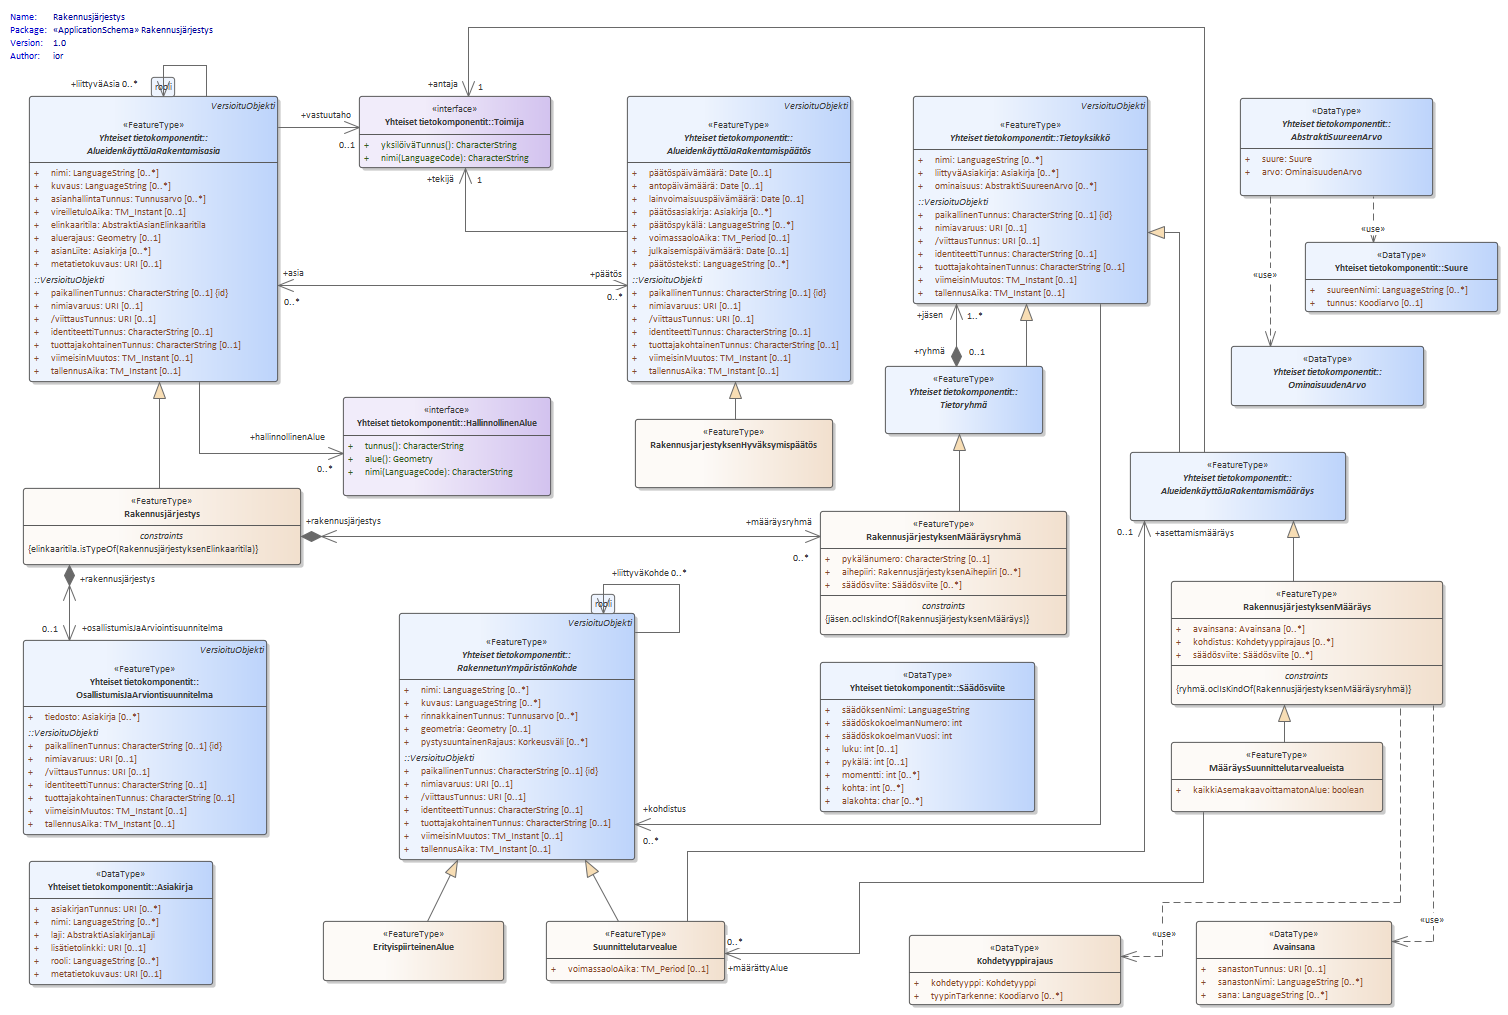 Name: Rakennusjärjestys
Package: «ApplicationSchema» Rakennusjärjestys
Version: 1.0
Author: ior
+liittyväAsia 0..*
rooli
VersioituObjekti
«FeatureType»
Yhteiset tietokomponentit::
AlueidenkäyttöJaRakentamisasia
+ nimi: LanguageString [0..*]
+ kuvaus: LanguageString [0..*]
+ asianhallintaTunnus: Tunnusarvo [0..*]
+ vireilletuloAika: TM_Instant [0..1]
+ elinkaaritila: AbstraktiAsianElinkaaritila
+ aluerajaus: Geometry [0..1]
+ asianLiite: Asiakirja [0..*]
+ metatietokuvaus: URI [0..1]
::VersioituObjekti
+ paikallinenTunnus: CharacterString [0..1] {id}
+ nimiavaruus: URI [0..1]
+ /viittausTunnus: URI [0..1]
+ identiteettiTunnus: CharacterString [0..1]
+ tuottajakohtainenTunnus: CharacterString [0..1]
+ viimeisinMuutos: TM_Instant [0..1]
+ tallennusAika: TM_Instant [0..1]
+vastuutaho
0..1
+antaja
1
«interface»
Yhteiset tietokomponentit::Toimija
+ yksilöiväTunnus(): CharacterString
+ nimi(LanguageCode): CharacterString
+tekijä
1
+asia
0..*
+päätös
0..*
VersioituObjekti
«FeatureType»
Yhteiset tietokomponentit::
AlueidenkäyttöJaRakentamispäätös
+ päätöspäivämäärä: Date [0..1]
+ antopäivämäärä: Date [0..1]
+ lainvoimaisuuspäivämäärä: Date [0..1]
+ päätösasiakirja: Asiakirja [0..*]
+ päätöspykälä: LanguageString [0..*]
+ voimassaoloAika: TM_Period [0..1]
+ julkaisemispäivämäärä: Date [0..1]
+ päätösteksti: LanguageString [0..*]
::VersioituObjekti
+ paikallinenTunnus: CharacterString [0..1] {id}
+ nimiavaruus: URI [0..1]
+ /viittausTunnus: URI [0..1]
+ identiteettiTunnus: CharacterString [0..1]
+ tuottajakohtainenTunnus: CharacterString [0..1]
+ viimeisinMuutos: TM_Instant [0..1]
+ tallennusAika: TM_Instant [0..1]
VersioituObjekti
«FeatureType»
Yhteiset tietokomponentit::Tietoyksikkö
+ nimi: LanguageString [0..*]
+ liittyväAsiakirja: Asiakirja [0..*]
+ ominaisuus: AbstraktiSuureenArvo [0..*]
::VersioituObjekti
+ paikallinenTunnus: CharacterString [0..1] {id}
+ nimiavaruus: URI [0..1]
+ /viittausTunnus: URI [0..1]
+ identiteettiTunnus: CharacterString [0..1]
+ tuottajakohtainenTunnus: CharacterString [0..1]
+ viimeisinMuutos: TM_Instant [0..1]
+ tallennusAika: TM_Instant [0..1]
«DataType»
Yhteiset tietokomponentit::
AbstraktiSuureenArvo
+ suure: Suure
+ arvo: OminaisuudenArvo
«use»
«use»
«DataType»
Yhteiset tietokomponentit::Suure
+ suureenNimi: LanguageString [0..*]
+ tunnus: Koodiarvo [0..1]
«DataType»
Yhteiset tietokomponentit::
OminaisuudenArvo
+jäsen
1..*
+ryhmä
0..1
«FeatureType»
Yhteiset tietokomponentit::
Tietoryhmä
«interface»
Yhteiset tietokomponentit::HallinnollinenAlue
+ tunnus(): CharacterString
+ alue(): Geometry
+ nimi(LanguageCode): CharacterString
+hallinnollinenAlue
0..*
«FeatureType»
RakennusjarjestyksenHyväksymispäätös
«FeatureType»
Yhteiset tietokomponentit::
AlueidenkäyttöJaRakentamismääräys
«FeatureType»
Rakennusjärjestys
constraints
{elinkaaritila.isTypeOf(RakennusjärjestyksenElinkaaritila)}
+rakennusjärjestys
+määräysryhmä
0..*
«FeatureType»
RakennusjärjestyksenMääräysryhmä
+ pykälänumero: CharacterString [0..1]
+ aihepiiri: RakennusjärjestyksenAihepiiri [0..*]
+ säädösviite: Säädösviite [0..*]
constraints
{jäsen.oclIskindOf(RakennusjärjestyksenMääräys)}
0..1
+asettamismääräys
+rakennusjärjestys
0..1
+osallistumisJaArviointisuunnitelma
VersioituObjekti
«FeatureType»
Yhteiset tietokomponentit::
OsallistumisJaArviontisuunnitelma
+ tiedosto: Asiakirja [0..*]
::VersioituObjekti
+ paikallinenTunnus: CharacterString [0..1] {id}
+ nimiavaruus: URI [0..1]
+ /viittausTunnus: URI [0..1]
+ identiteettiTunnus: CharacterString [0..1]
+ tuottajakohtainenTunnus: CharacterString [0..1]
+ viimeisinMuutos: TM_Instant [0..1]
+ tallennusAika: TM_Instant [0..1]
+liittyväKohde 0..*
rooli
VersioituObjekti
«FeatureType»
Yhteiset tietokomponentit::
RakennetunYmpäristönKohde
+ nimi: LanguageString [0..*]
+ kuvaus: LanguageString [0..*]
+ rinnakkainenTunnus: Tunnusarvo [0..*]
+ geometria: Geometry [0..1]
+ pystysuuntainenRajaus: Korkeusväli [0..*]
::VersioituObjekti
+ paikallinenTunnus: CharacterString [0..1] {id}
+ nimiavaruus: URI [0..1]
+ /viittausTunnus: URI [0..1]
+ identiteettiTunnus: CharacterString [0..1]
+ tuottajakohtainenTunnus: CharacterString [0..1]
+ viimeisinMuutos: TM_Instant [0..1]
+ tallennusAika: TM_Instant [0..1]
+kohdistus
0..*
«DataType»
Yhteiset tietokomponentit::Säädösviite
+ säädöksenNimi: LanguageString
+ säädöskokoelmanNumero: int
+ säädöskokoelmanVuosi: int
+ luku: int [0..1]
+ pykälä: int [0..1]
+ momentti: int [0..*]
+ kohta: int [0..*]
+ alakohta: char [0..*]
«FeatureType»
RakennusjärjestyksenMääräys
+ avainsana: Avainsana [0..*]
+ kohdistus: Kohdetyyppirajaus [0..*]
+ säädösviite: Säädösviite [0..*]
constraints
{ryhmä.oclIsKindOf(RakennusjärjestyksenMääräysryhmä)}
«FeatureType»
MääräysSuunnittelutarvealueista
+ kaikkiAsemakaavoittamatonAlue: boolean
«DataType»
Yhteiset tietokomponentit::Asiakirja
+ asiakirjanTunnus: URI [0..*]
+ nimi: LanguageString [0..*]
+ laji: AbstraktiAsiakirjanLaji
+ lisätietolinkki: URI [0..1]
+ rooli: LanguageString [0..*]
+ metatietokuvaus: URI [0..1]
«FeatureType»
ErityispiirteinenAlue
«FeatureType»
Suunnittelutarvealue
+ voimassaoloAika: TM_Period [0..1]
0..*
+määrättyAlue
«DataType»
Kohdetyyppirajaus
+ kohdetyyppi: Kohdetyyppi
+ tyypinTarkenne: Koodiarvo [0..*]
«use»
«DataType»
Avainsana
+ sanastonTunnus: URI [0..1]
+ sanastonNimi: LanguageString [0..*]
+ sana: LanguageString [0..*]
«use»